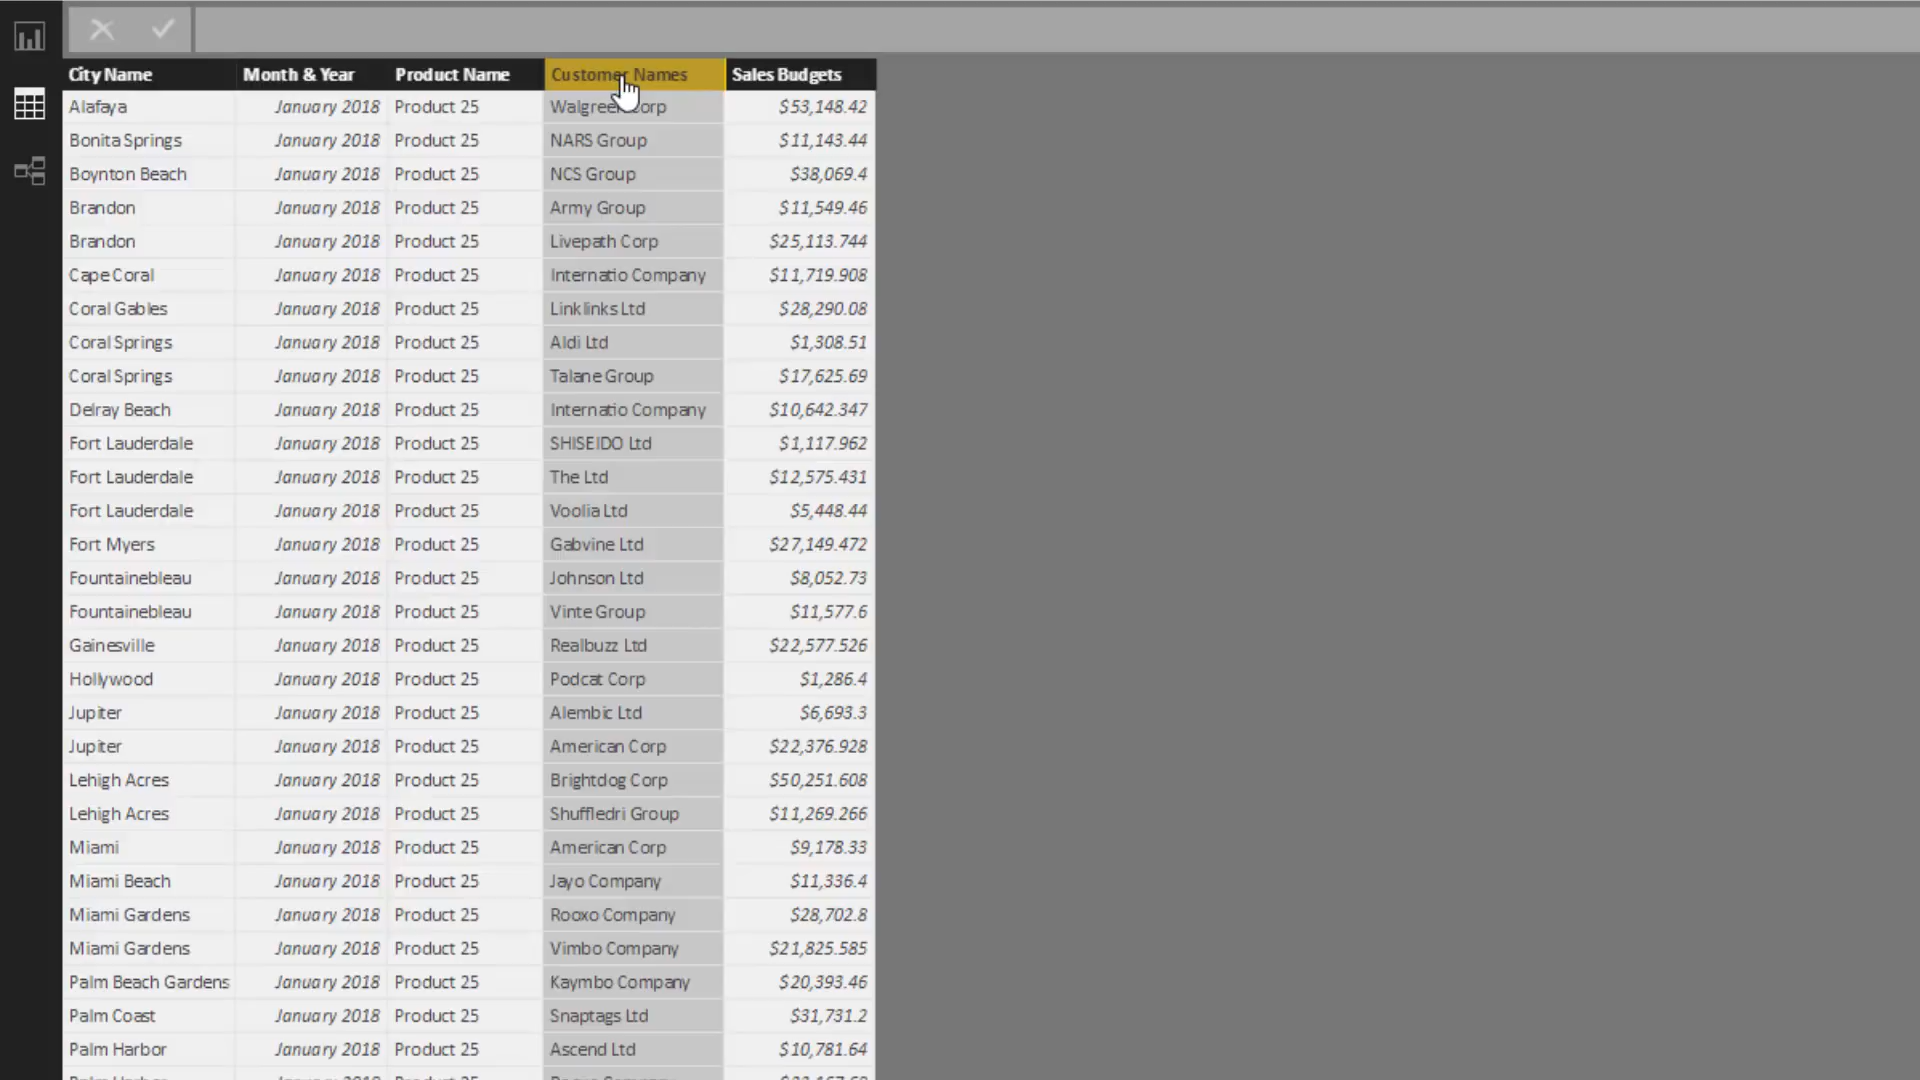 City Name Month & Year Product Name Customer Names Sales Budgets
Alafaya January 2018 Product 25 Walgreen Corp $53,148.42
Bonita Springs January 2018 Product 25 NARS Group $11,143.44
Boynton Beach January 2018 Product 25 NCS Group $38,069.4
Brandon January 2018 Product 25 Army Group $11,549.46
Brandon January 2018 Product 25 Livepath Corp $25,113.744
Cape Coral January 2018 Product 25 Internatio Company $11,719.908
Coral Gables January 2018 Product 25 Linklinks Ltd $28,290.08
Coral Springs January 2018 Product 25 Aldi Ltd $1,308.51
Coral Springs January 2018 Product 25 Talane Group $17,625.69
Delray Beach January 2018 Product 25 Internatio Company $10,642.347
Fort Lauderdale January 2018 Product 25 SHISEIDO Ltd $1,117.962
Fort Lauderdale January 2018 Product 25 The Ltd $12,575.431
Fort Lauderdale January 2018 Product 25 Voolia Ltd $5,448.44
Fort Myers January 2018 Product 25 Gabvine Ltd $27,149.472
Fountainebleau January 2018 Product 25 Johnson Ltd $8,052.73
Fountainebleau January 2018 Product 25 Vinte Group $11,577.6
Gainesville January 2018 Product 25 Realbuzz Ltd $22,577.526
Hollywood January 2018 Product 25 Podcat Corp $1,286.4
Jupiter January 2018 Product 25 Alembic Ltd $6,693.3
Jupiter January 2018 Product 25 American Corp $22,376.928
Lehigh Acres January 2018 Product 25 Brightdog Corp $50,251.608
Lehigh Acres January 2018 Product 25 Shuffledri Group $11,269.266
Miami January 2018 Product 25 American Corp $9,178.33
Miami Beach January 2018 Product 25 Jayo Company $11,336.4
Miami Gardens January 2018 Product 25 Rooxo Company $28,702.8
Miami Gardens January 2018 Product 25 Vimbo Company $21,825.585
Palm Beach Gardens January 2018 Product 25 Kaymbo Company $20,393.46
Palm Coast January 2018 Product 25 Snaptags Ltd $31,731.2
Palm Harbor January 2018 Product 25 Ascend Ltd $10,781.64